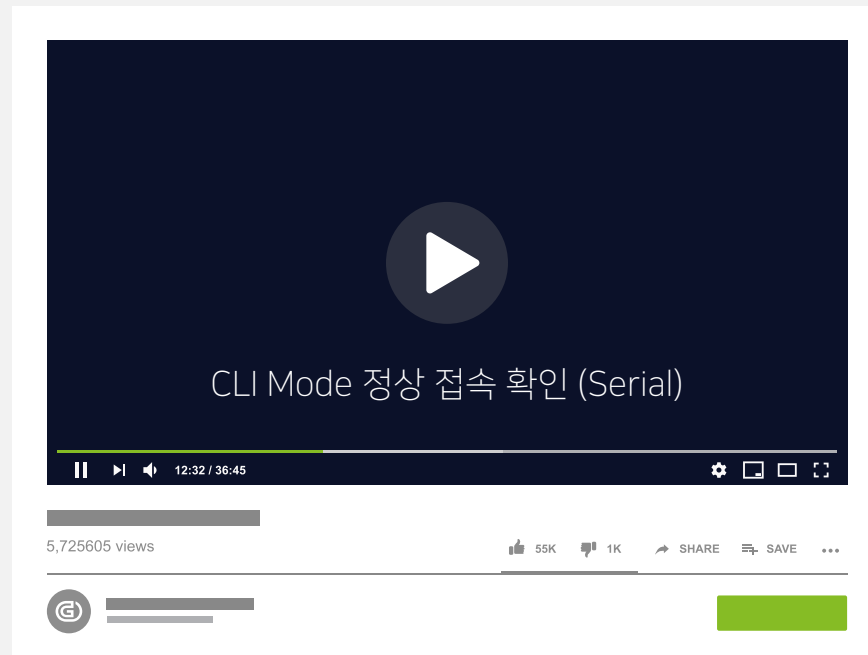 CLI Mode 정상 접속 확인 (Serial)
12:32 / 36:45
5,725605 views
55K 1K SHARE SAVE